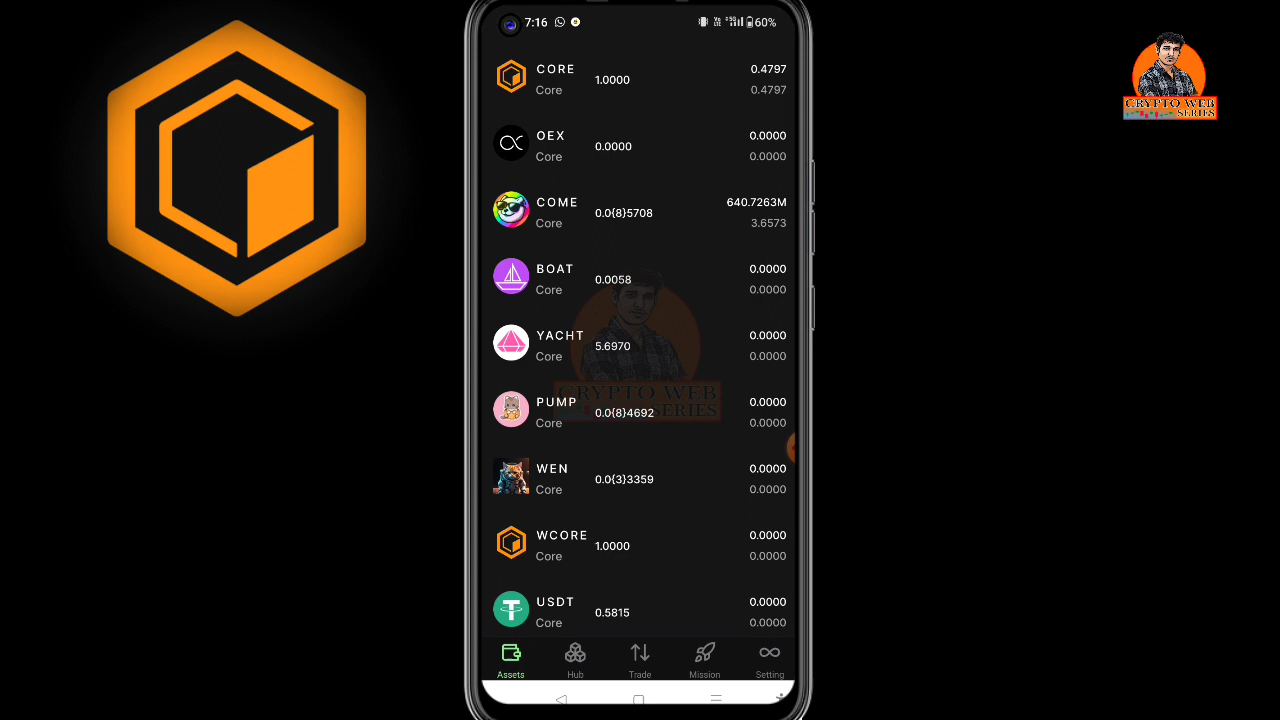 7:16
60%
CORE 1.0000 0.4797
Core 0.4797
OEX 0.0000 0.0000
Core 0.0000
COME 0.0{8}5708 640.7263M
Core 3.6573
BOAT 0.0058 0.0000
Core 0.0000
YACHT 5.6970 0.0000
Core 0.0000
PUMP 0.0{8}4692 0.0000
Core 0.0000
WEN 0.0{3}3359 0.0000
Core 0.0000
WCORE 1.0000 0.0000
Core 0.0000
USDT 0.5815 0.0000
Core 0.0000
Assets Hub Trade Mission Setting
CRYPTO WEB
SERIES
CRYPTO WEB
SERIES